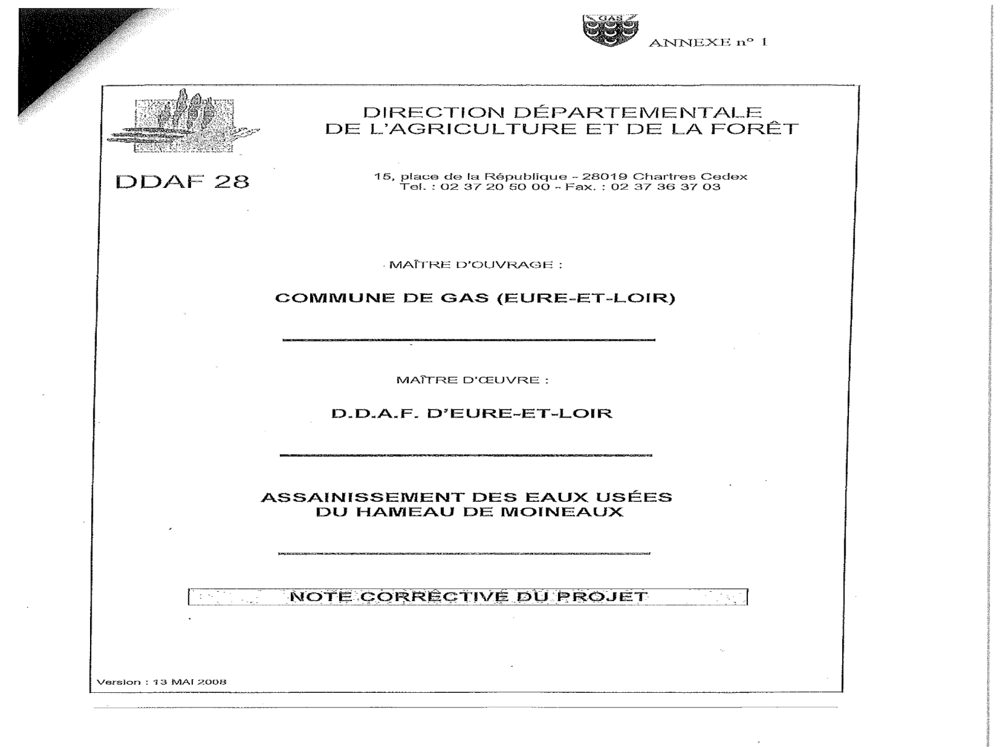 GAS
ANNEXE n° 1
DIRECTION DÉPARTEMENTALE
DE L'AGRICULTURE ET DE LA FORÊT
DDAF 28
15, place de la République - 28019 Chartres Cedex
Tel. : 02 37 20 50 00 - Fax. : 02 37 36 37 03
MAÎTRE D'OUVRAGE :
COMMUNE DE GAS (EURE-ET-LOIR)
MAÎTRE D'ŒUVRE :
D.D.A.F. D'EURE-ET-LOIR
ASSAINISSEMENT DES EAUX USÉES
DU HAMEAU DE MOINEAUX
NOTE CORRECTIVE DU PROJET
Version : 13 MAI 2008